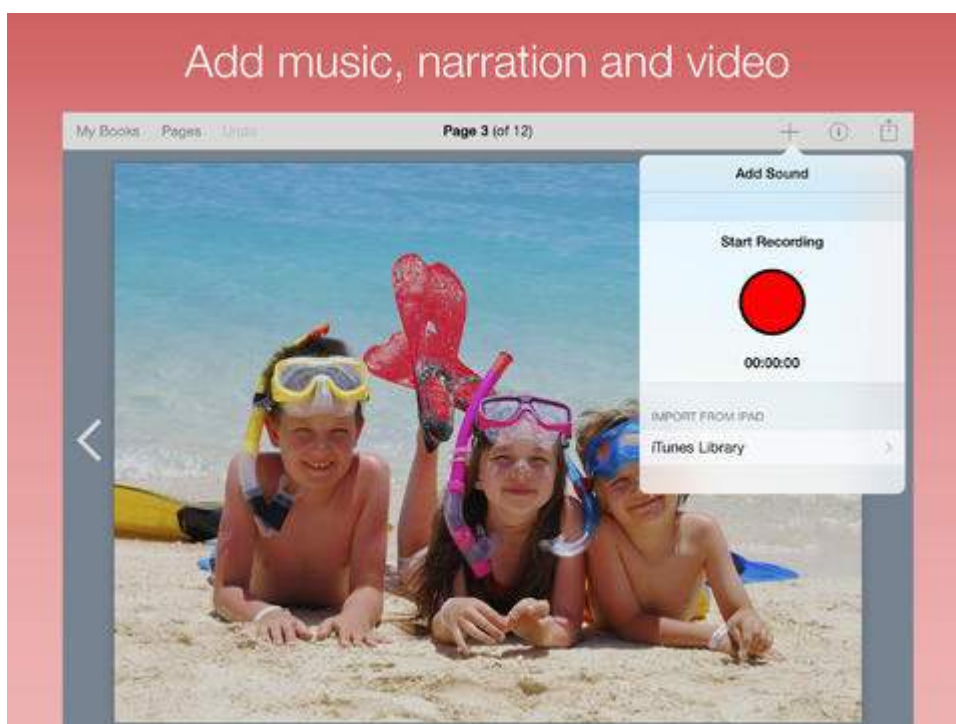 Add music, narration and video
My Books Pages Undo Page 3 (of 12)
Add Sound
Start Recording
00:00:00
IMPORT FROM IPAD
iTunes Library